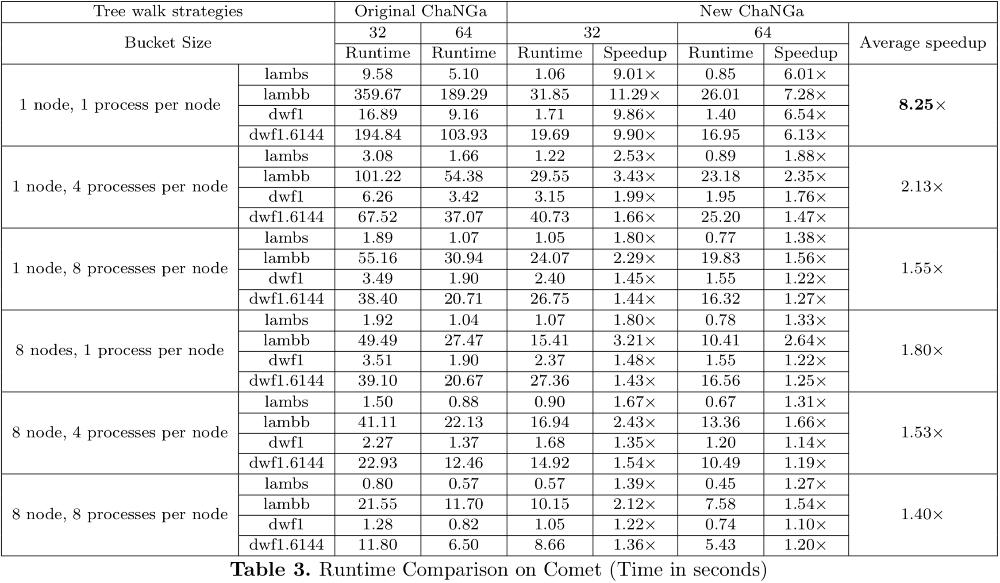 Tree walk strategies Original ChaNGa New ChaNGa
Bucket Size 32 64 32 64 Average speedup
Runtime Runtime Runtime Speedup Runtime Speedup
1 node, 1 process per node lambs 9.58 5.10 1.06 9.01× 0.85 6.01× 8.25×
lambb 359.67 189.29 31.85 11.29× 26.01 7.28×
dwf1 16.89 9.16 1.71 9.86× 1.40 6.54×
dwf1.6144 194.84 103.93 19.69 9.90× 16.95 6.13×
1 node, 4 processes per node lambs 3.08 1.66 1.22 2.53× 0.89 1.88× 2.13×
lambb 101.22 54.38 29.55 3.43× 23.18 2.35×
dwf1 6.26 3.42 3.15 1.99× 1.95 1.76×
dwf1.6144 67.52 37.07 40.73 1.66× 25.20 1.47×
1 node, 8 processes per node lambs 1.89 1.07 1.05 1.80× 0.77 1.38× 1.55×
lambb 55.16 30.94 24.07 2.29× 19.83 1.56×
dwf1 3.49 1.90 2.40 1.45× 1.55 1.22×
dwf1.6144 38.40 20.71 26.75 1.44× 16.32 1.27×
8 nodes, 1 process per node lambs 1.92 1.04 1.07 1.80× 0.78 1.33× 1.80×
lambb 49.49 27.47 15.41 3.21× 10.41 2.64×
dwf1 3.51 1.90 2.37 1.48× 1.55 1.22×
dwf1.6144 39.10 20.67 27.36 1.43× 16.56 1.25×
8 node, 4 processes per node lambs 1.50 0.88 0.90 1.67× 0.67 1.31× 1.53×
lambb 41.11 22.13 16.94 2.43× 13.36 1.66×
dwf1 2.27 1.37 1.68 1.35× 1.20 1.14×
dwf1.6144 22.93 12.46 14.92 1.54× 10.49 1.19×
8 node, 8 processes per node lambs 0.80 0.57 0.57 1.39× 0.45 1.27× 1.40×
lambb 21.55 11.70 10.15 2.12× 7.58 1.54×
dwf1 1.28 0.82 1.05 1.22× 0.74 1.10×
dwf1.6144 11.80 6.50 8.66 1.36× 5.43 1.20×
Table 3. Runtime Comparison on Comet (Time in seconds)